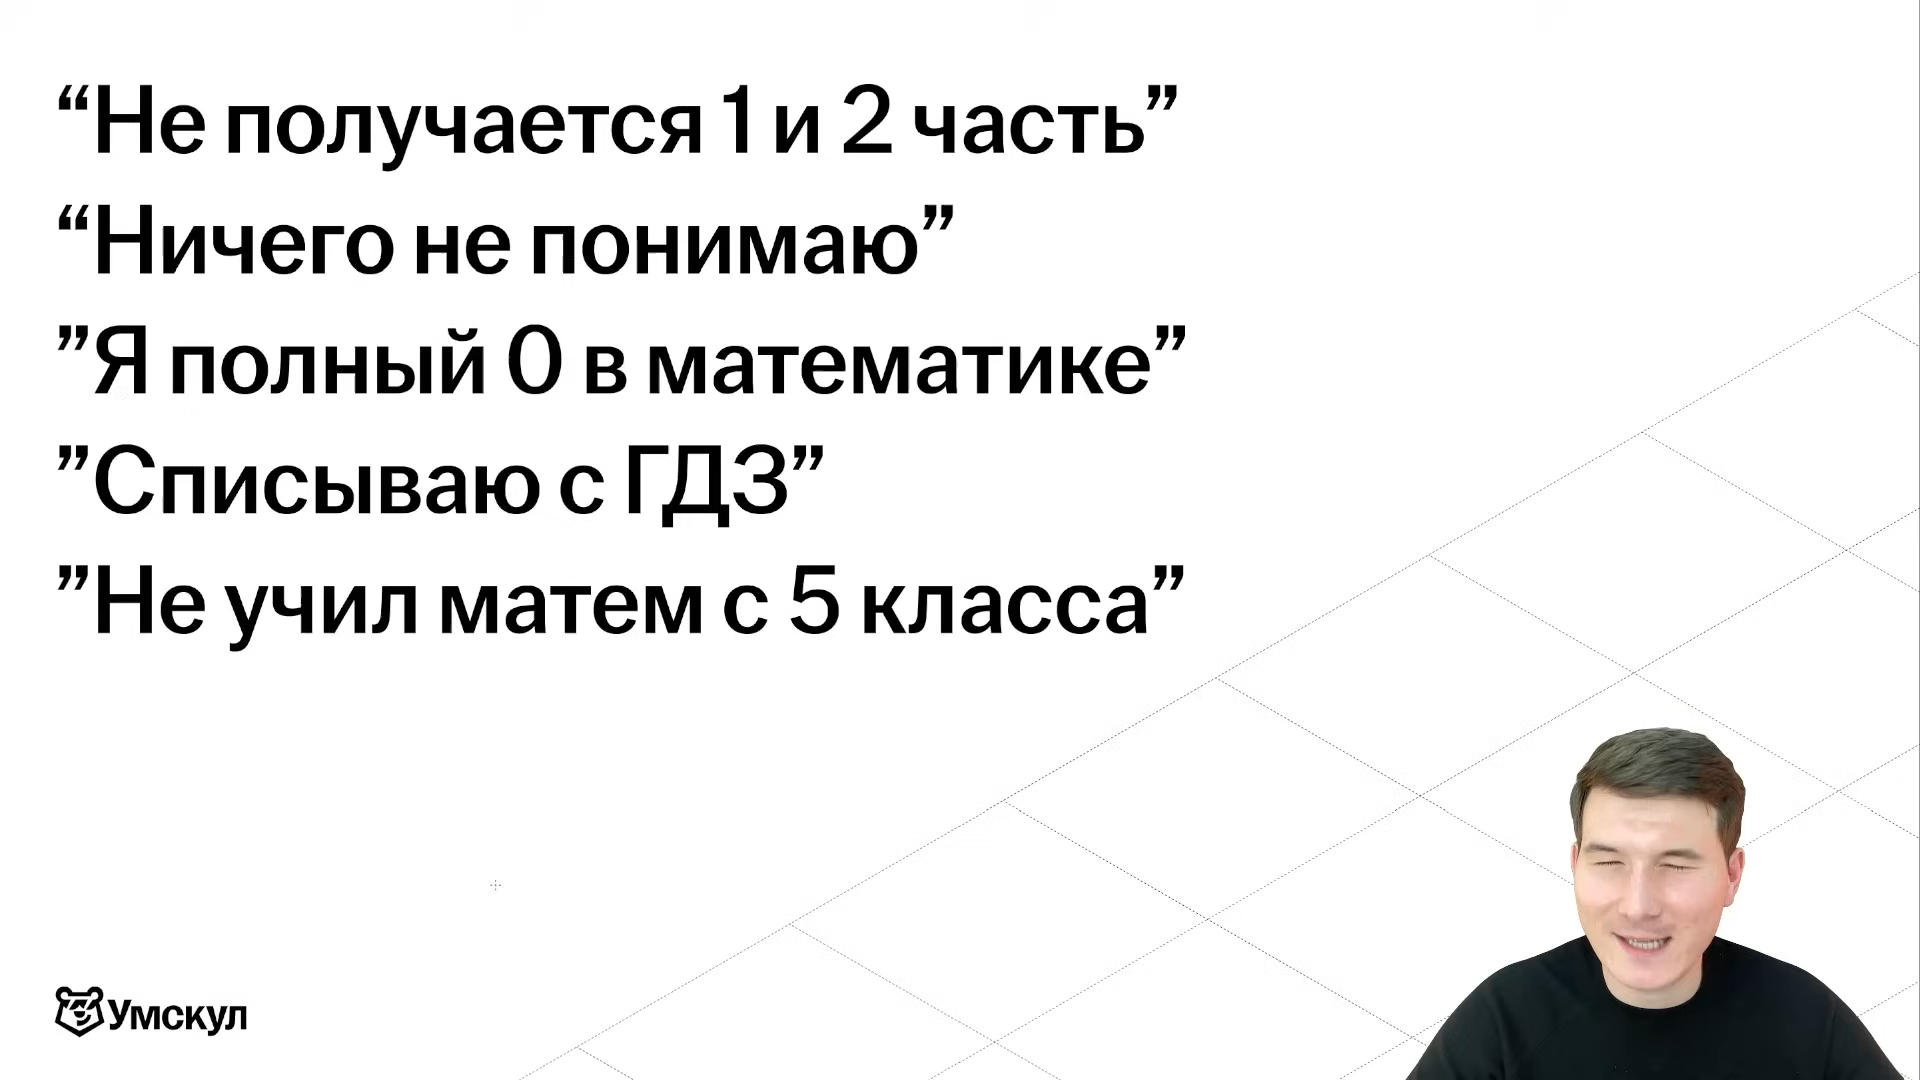 “Не получается 1 и 2 часть”
“Ничего не понимаю”
”Я полный 0 в математике”
”Списываю с ГДЗ”
”Не учил матем с 5 класса”
Умскул